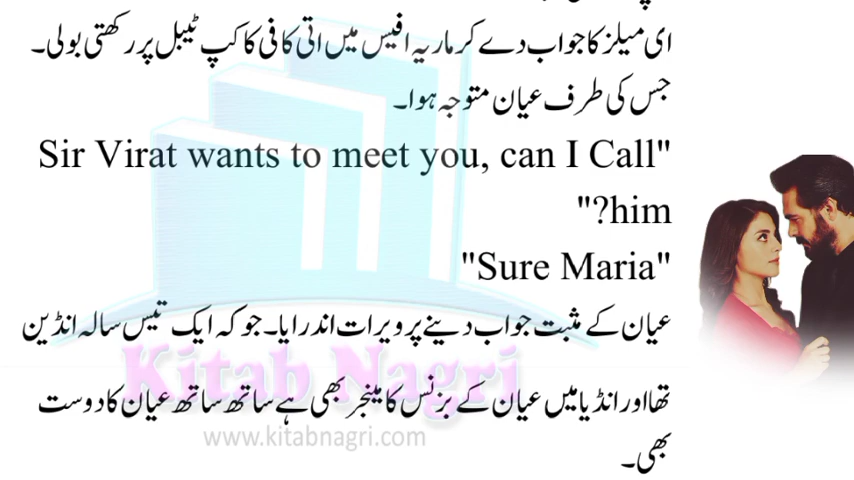 ای میلز کا جواب دے کر ماریہ افیس میں اتی کافی کا کپ ٹیبل پر رکھتی بولی۔
جس کی طرف عیان متوجہ ہوا۔
Sir Virat wants to meet you, can I Call"
"?him
"Sure Maria"
عیان کے مثبت جواب دینے پر ویرات اندر ایا۔ جو کہ ایک تیس سالہ انڈین
تھا اور انڈیا میں عیان کے بزنس کا مینجر بھی ہے ساتھ ساتھ عیان کا دوست
بھی۔
Kitab Nagri
www.kitabnagri.com